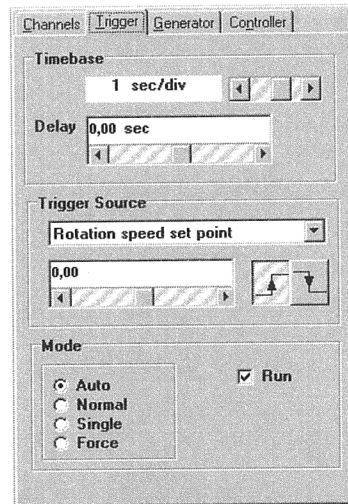 Channels Trigger Generator Controller
Timebase
1 sec/div
Delay 0,00 sec
Trigger Source
Rotation speed set point
0,00
Mode
Auto
Run
Normal
Single
Force